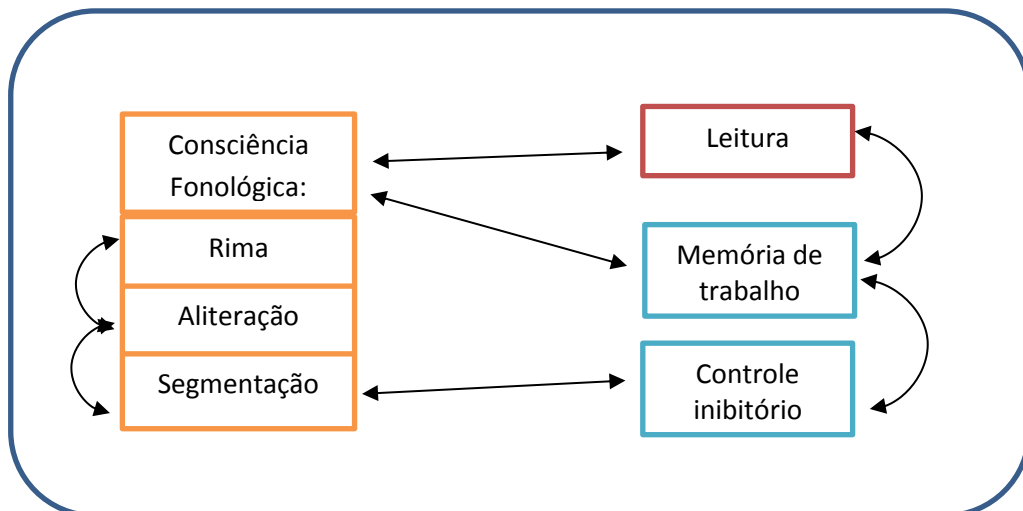 Consciência
Fonológica:
Rima
Aliteração
Segmentação
Leitura
Memória de
trabalho
Controle
inibitório